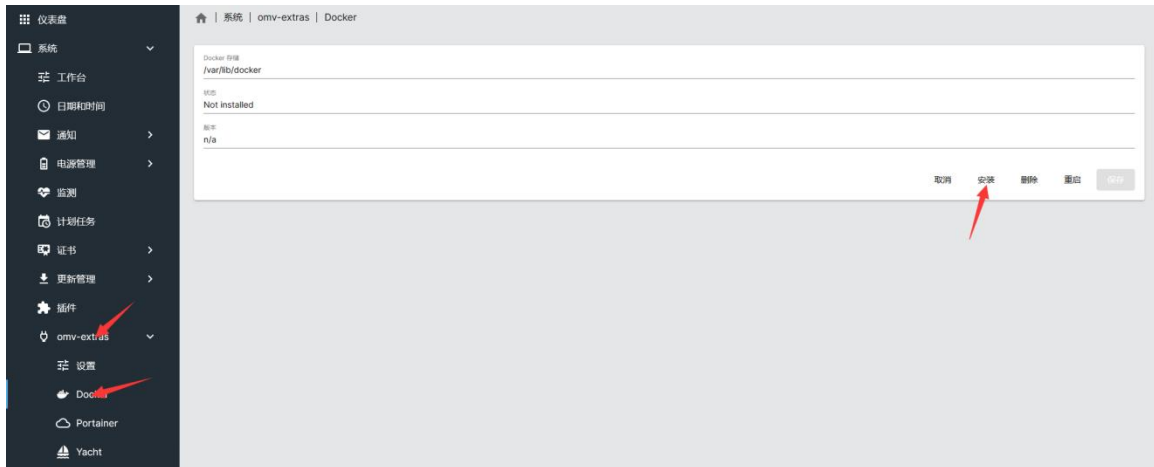 仪表盘
系统
工作台
日期和时间
通知
电源管理
监测
计划任务
证书
更新管理
插件
omv-extras
设置
Docker
Portainer
Yacht
系统 | omv-extras | Docker
Docker 存储
/var/lib/docker
状态
Not installed
版本
n/a
取消 安装 删除 重启 保存